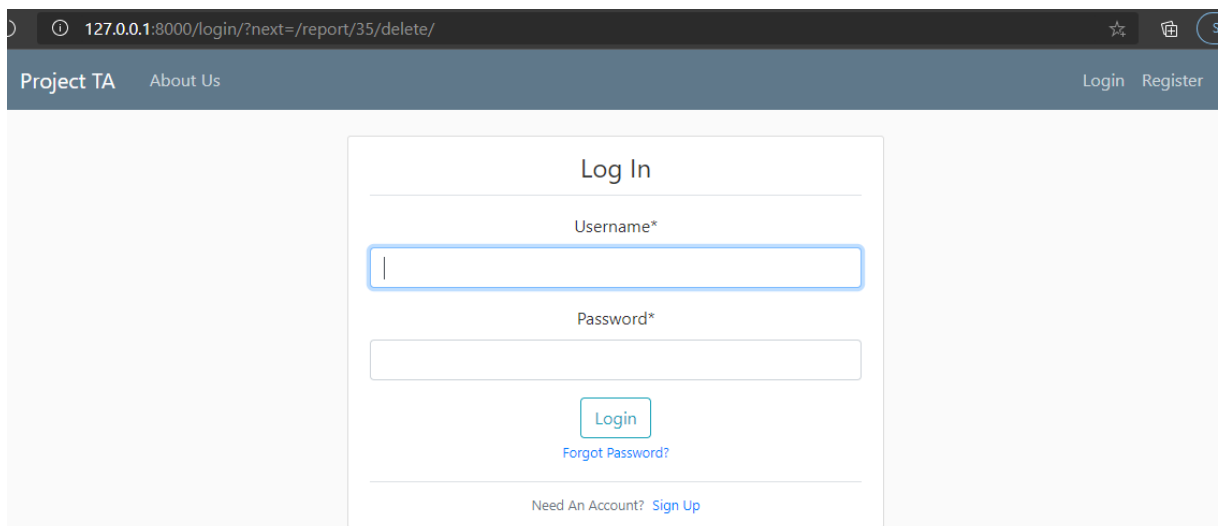 127.0.0.1:8000/login/?next=/report/35/delete/
Project TA About Us Login Register
Log In
Username*
Password*
Login
Forgot Password?
Need An Account? Sign Up